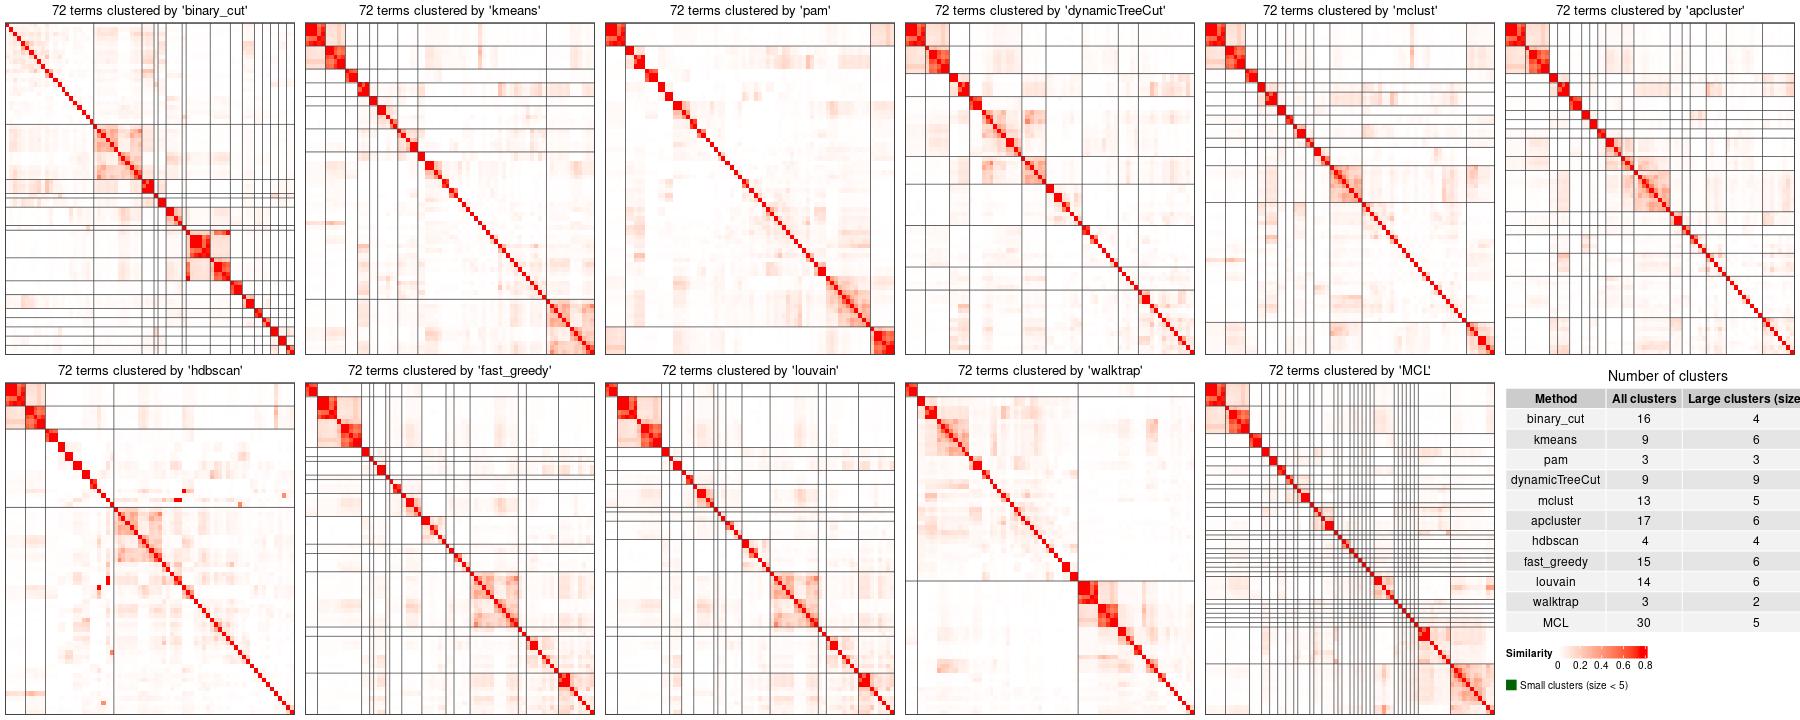 72 terms clustered by 'binary_cut'
72 terms clustered by 'kmeans'
72 terms clustered by 'pam'
72 terms clustered by 'dynamicTreeCut'
72 terms clustered by 'mclust'
72 terms clustered by 'apcluster'
72 terms clustered by 'hdbscan'
72 terms clustered by 'fast_greedy'
72 terms clustered by 'louvain'
72 terms clustered by 'walktrap'
72 terms clustered by 'MCL'
Number of clusters
Method All clusters Large clusters (size
binary_cut 16 4
kmeans 9 6
pam 3 3
dynamicTreeCut 9 9
mclust 13 5
apcluster 17 6
hdbscan 4 4
fast_greedy 15 6
louvain 14 6
walktrap 3 2
MCL 30 5
Similarity
0 0.2 0.4 0.6 0.8
Small clusters (size < 5)